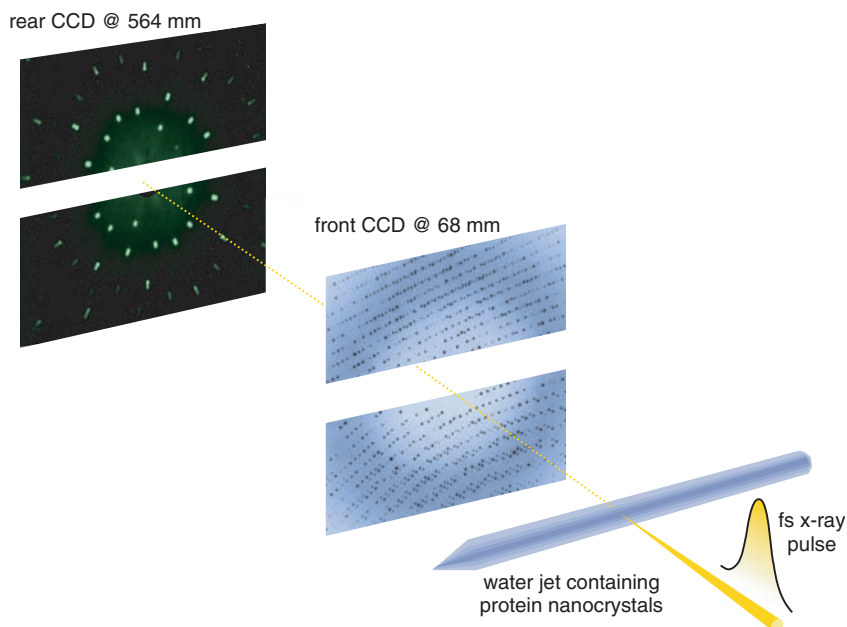 rear CCD @ 564 mm
front CCD @ 68 mm
fs x-ray
pulse
water jet containing
protein nanocrystals